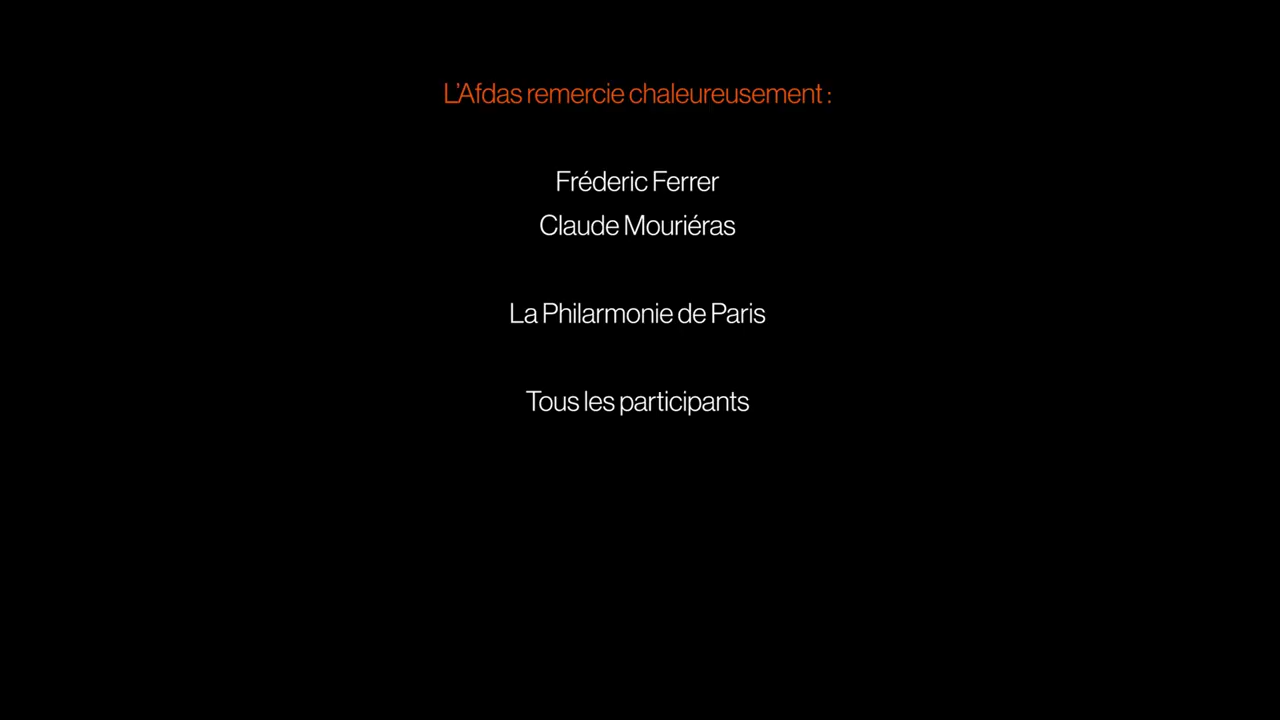 L'Afdas remercie chaleureusement :
Fréderic Ferrer
Claude Mouriéras
La Philarmonie de Paris
Tous les participants